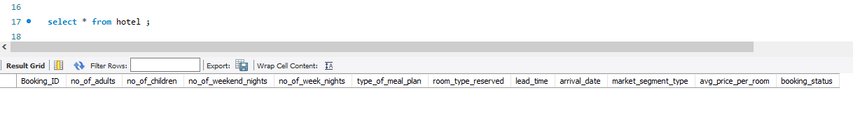 16
17 select * from hotel ;
18
Result Grid Filter Rows: Export: Wrap Cell Content:
Booking_ID no_of_adults no_of_children no_of_weekend_nights no_of_week_nights type_of_meal_plan room_type_reserved lead_time arrival_date market_segment_type avg_price_per_room booking_status